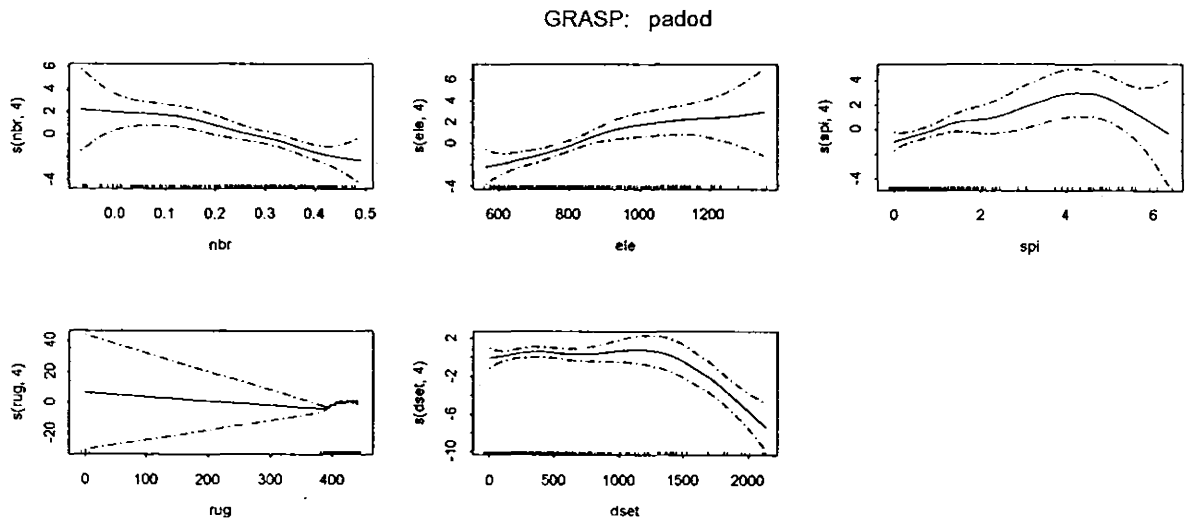 GRASP: padod
s(nbr, 4)
6
4
2
0
-4
0.0 0.1 0.2 0.3 0.4 0.5
nbr
s(ele, 4)
6
4
2
0
-4
600 800 1000 1200
ele
s(spi, 4)
4
2
0
-4
0 2 4 6
spi
s(rug, 4)
40
20
0
-20
0 100 200 300 400
rug
s(dset, 4)
2
-2
-6
-10
0 500 1000 1500 2000
dset